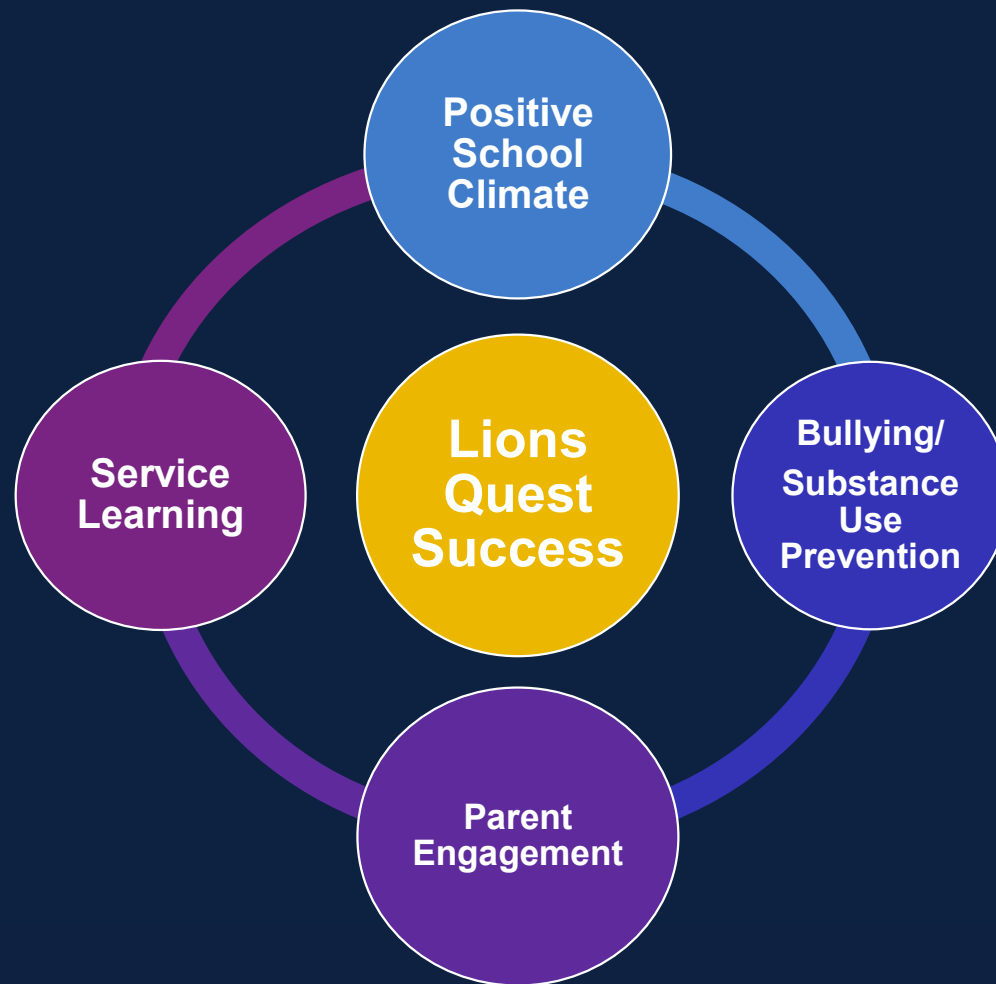 Positive
School
Climate
Lions
Quest
Success
Bullying/
Substance
Use
Prevention
Service
Learning
Parent
Engagement